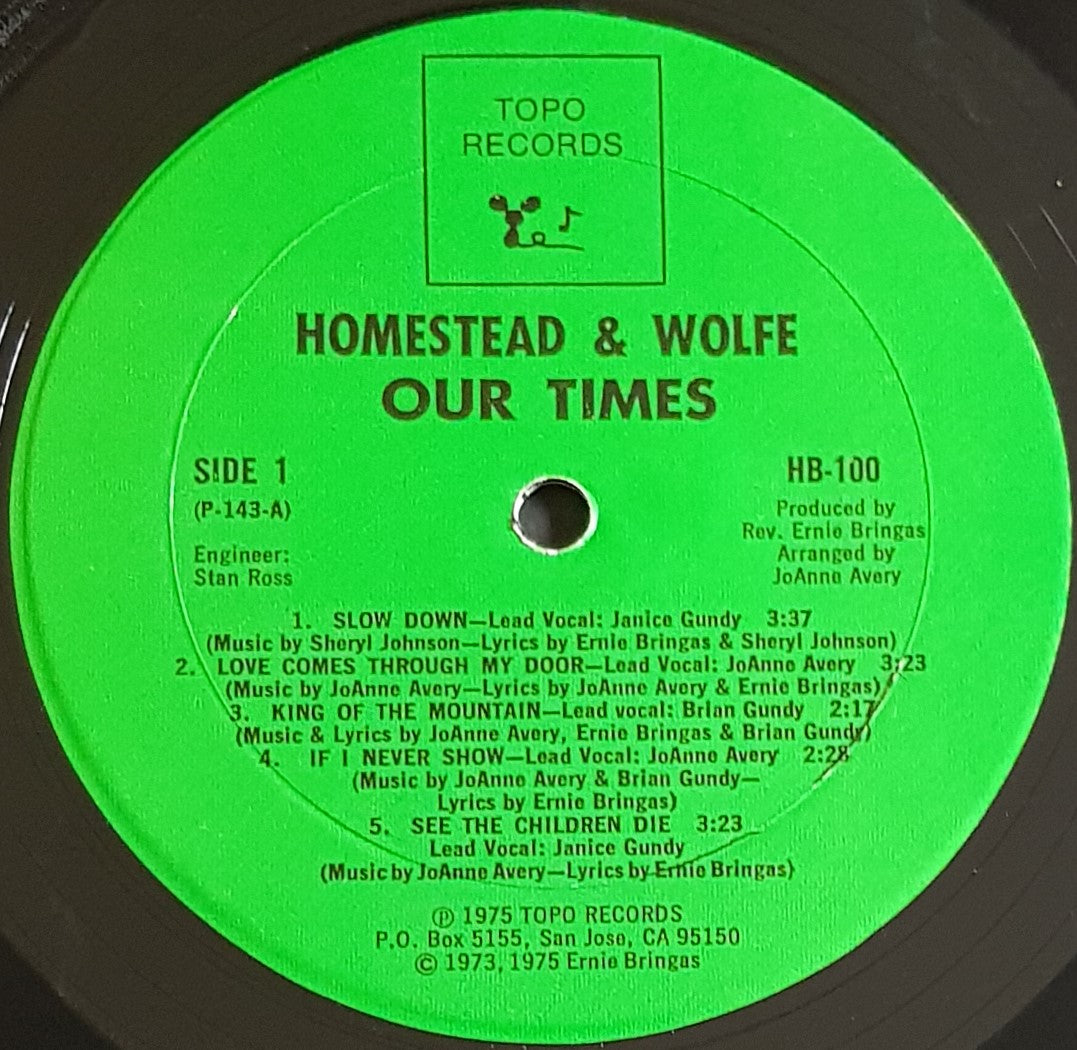 TOPO
RECORDS
HOMESTEAD & WOLFE
OUR TIMES
SIDE 1
(P-143-A)
Engineer:
Stan Ross
HB-100
Produced by
Rev. Ernie Bringas
Arranged by
JoAnne Avery
1. SLOW DOWN—Lead Vocal: Janice Gundy 3:37
(Music by Sheryl Johnson—Lyrics by Ernie Bringas & Sheryl Johnson)
2. LOVE COMES THROUGH MY DOOR—Lead Vocal: JoAnne Avery 3:23
(Music by JoAnne Avery—Lyrics by JoAnne Avery & Ernie Bringas)
3. KING OF THE MOUNTAIN—Lead vocal: Brian Gundy 2:17
(Music & Lyrics by JoAnne Avery, Ernie Bringas & Brian Gundy)
4. IF I NEVER SHOW—Lead Vocal: JoAnne Avery 2:28
(Music by JoAnne Avery & Brian Gundy—
Lyrics by Ernie Bringas)
5. SEE THE CHILDREN DIE 3:23
Lead Vocal: Janice Gundy
(Music by JoAnne Avery—Lyrics by Ernie Bringas)
℗ 1975 TOPO RECORDS
P.O. Box 5155, San Jose, CA 95150
© 1973, 1975 Ernie Bringas